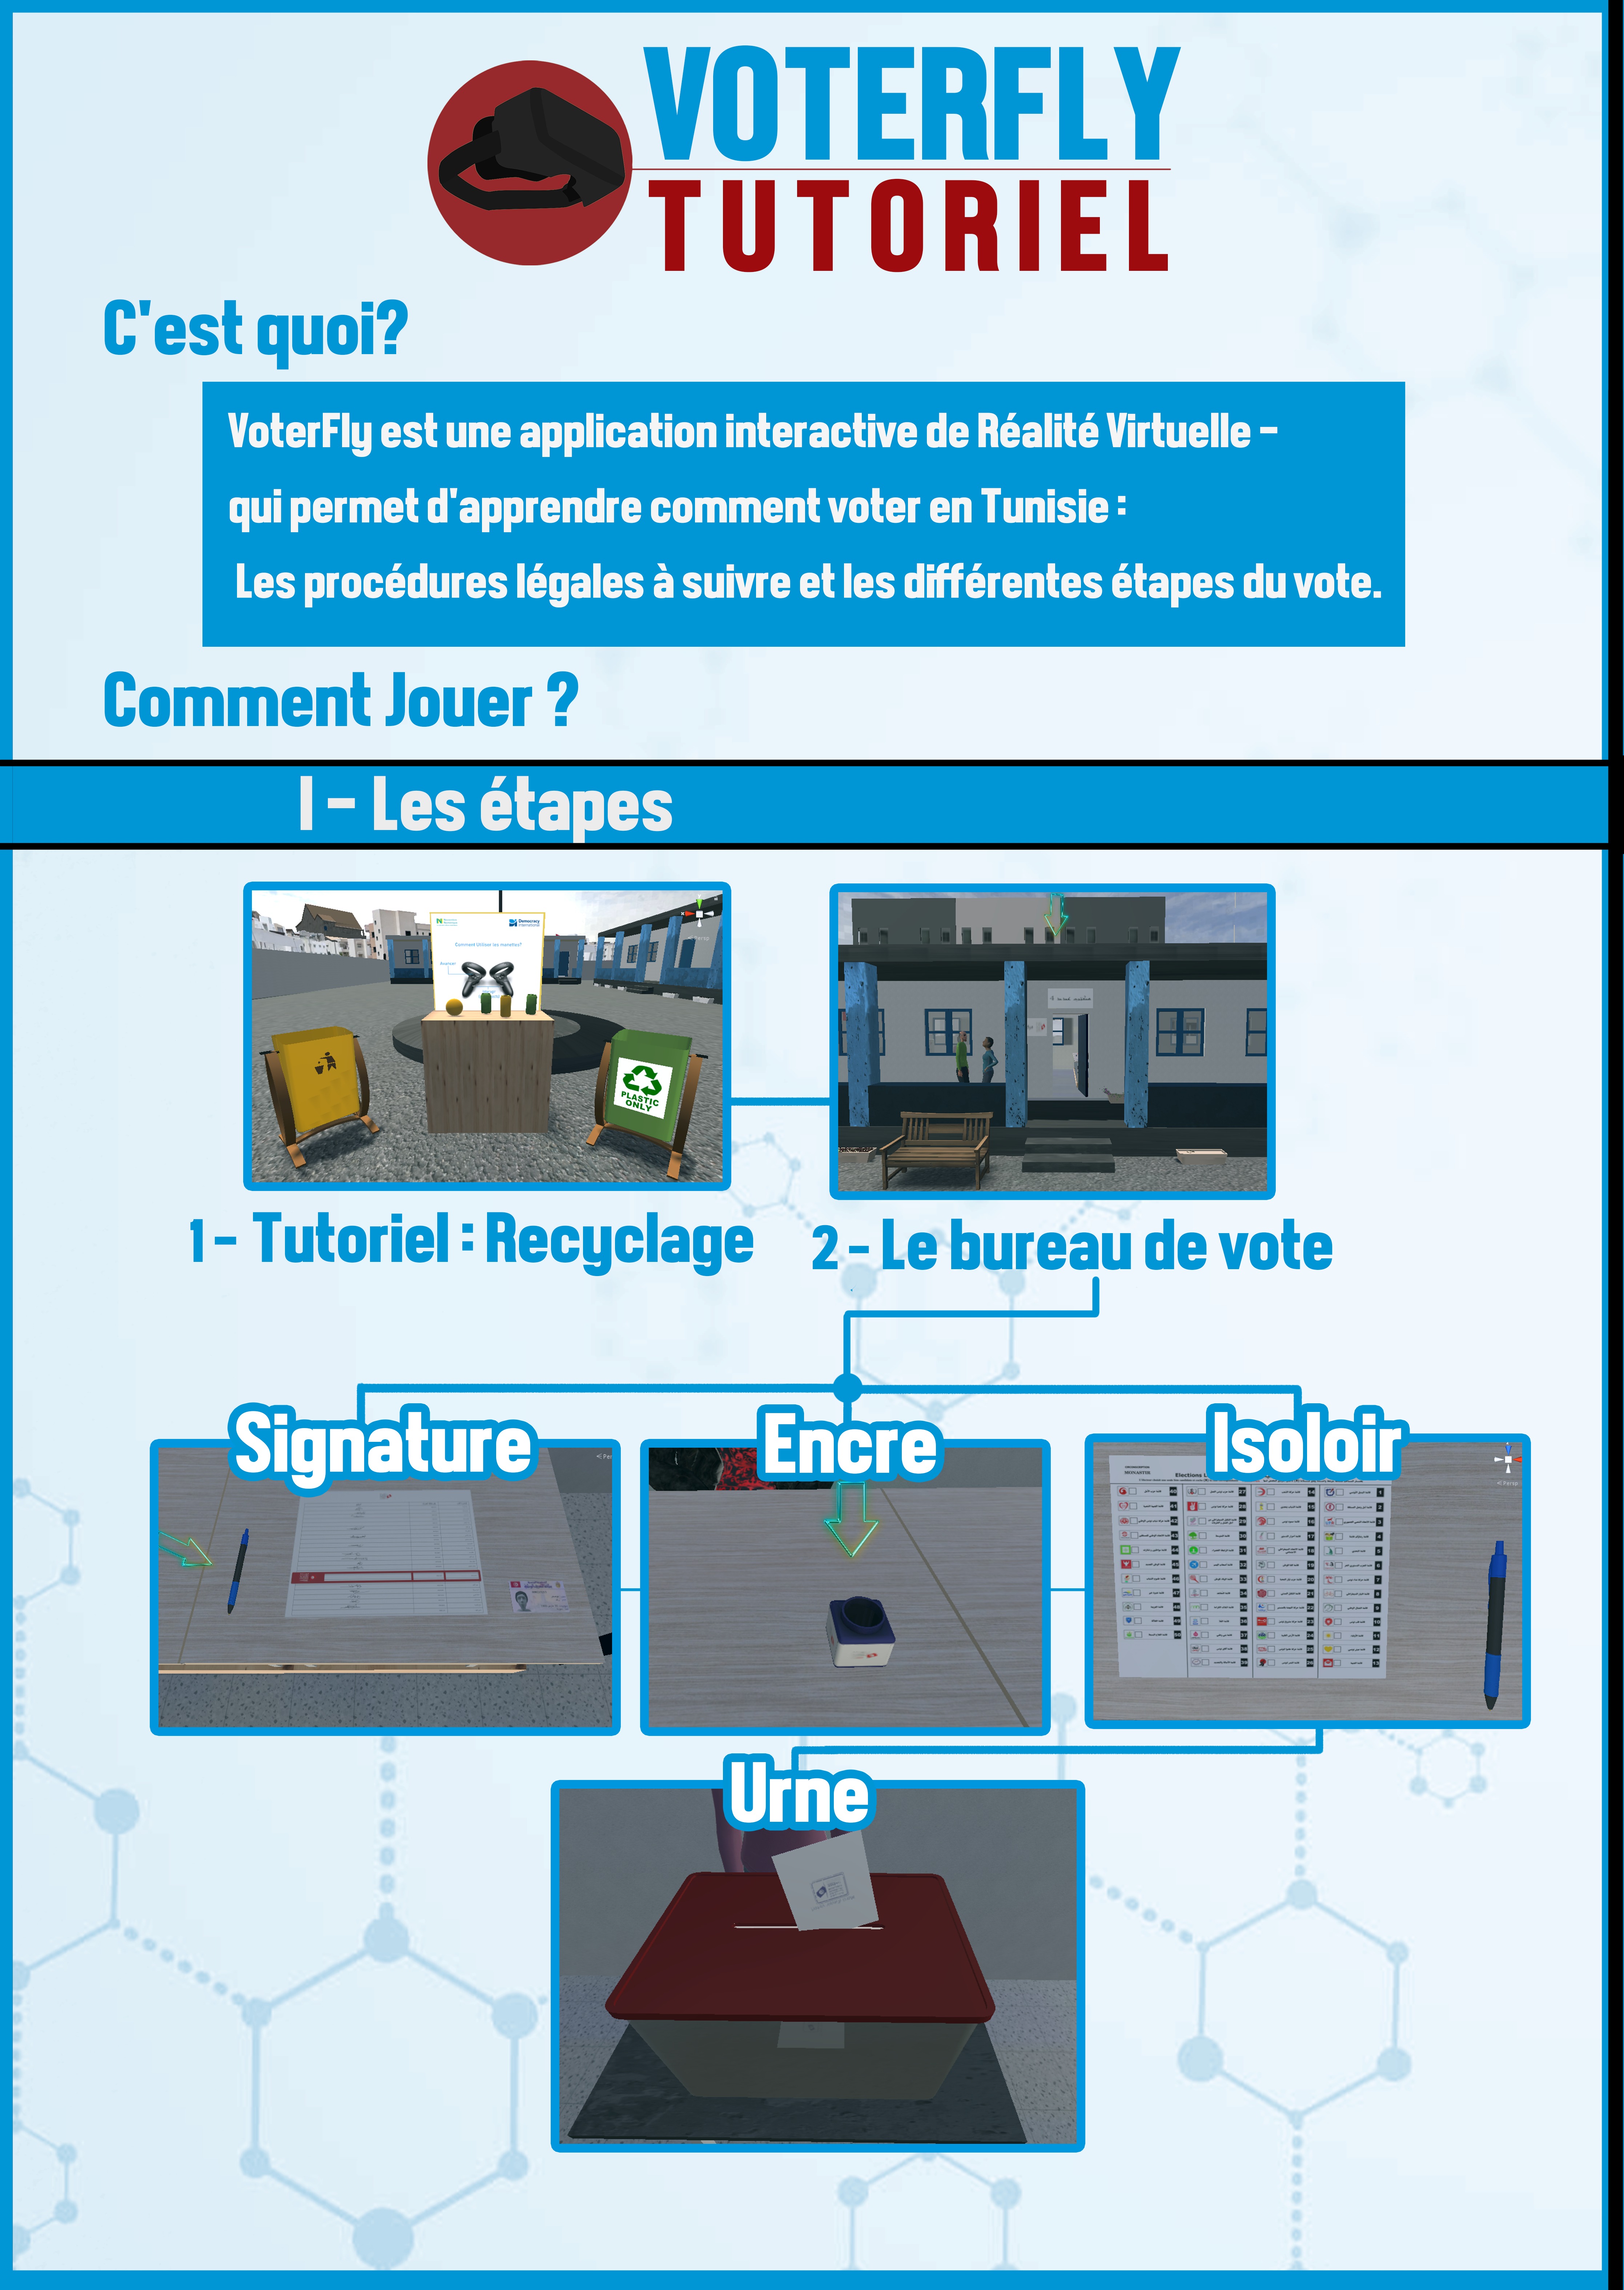 VOTERFLY
TUTORIEL
C'est quoi?
VoterFly est une application interactive de Réalité Virtuelle -
qui permet d'apprendre comment voter en Tunisie :
Les procédures légales à suivre et les différentes étapes du vote.
Comment Jouer ?
I - Les étapes
Democracy
International
Comment Utiliser les manettes?
PLASTIC
ONLY
1 - Tutoriel : Recyclage
2 - Le bureau de vote
Signature
Encre
Isoloir
MONASTIR
Elections
< Persp
Urne